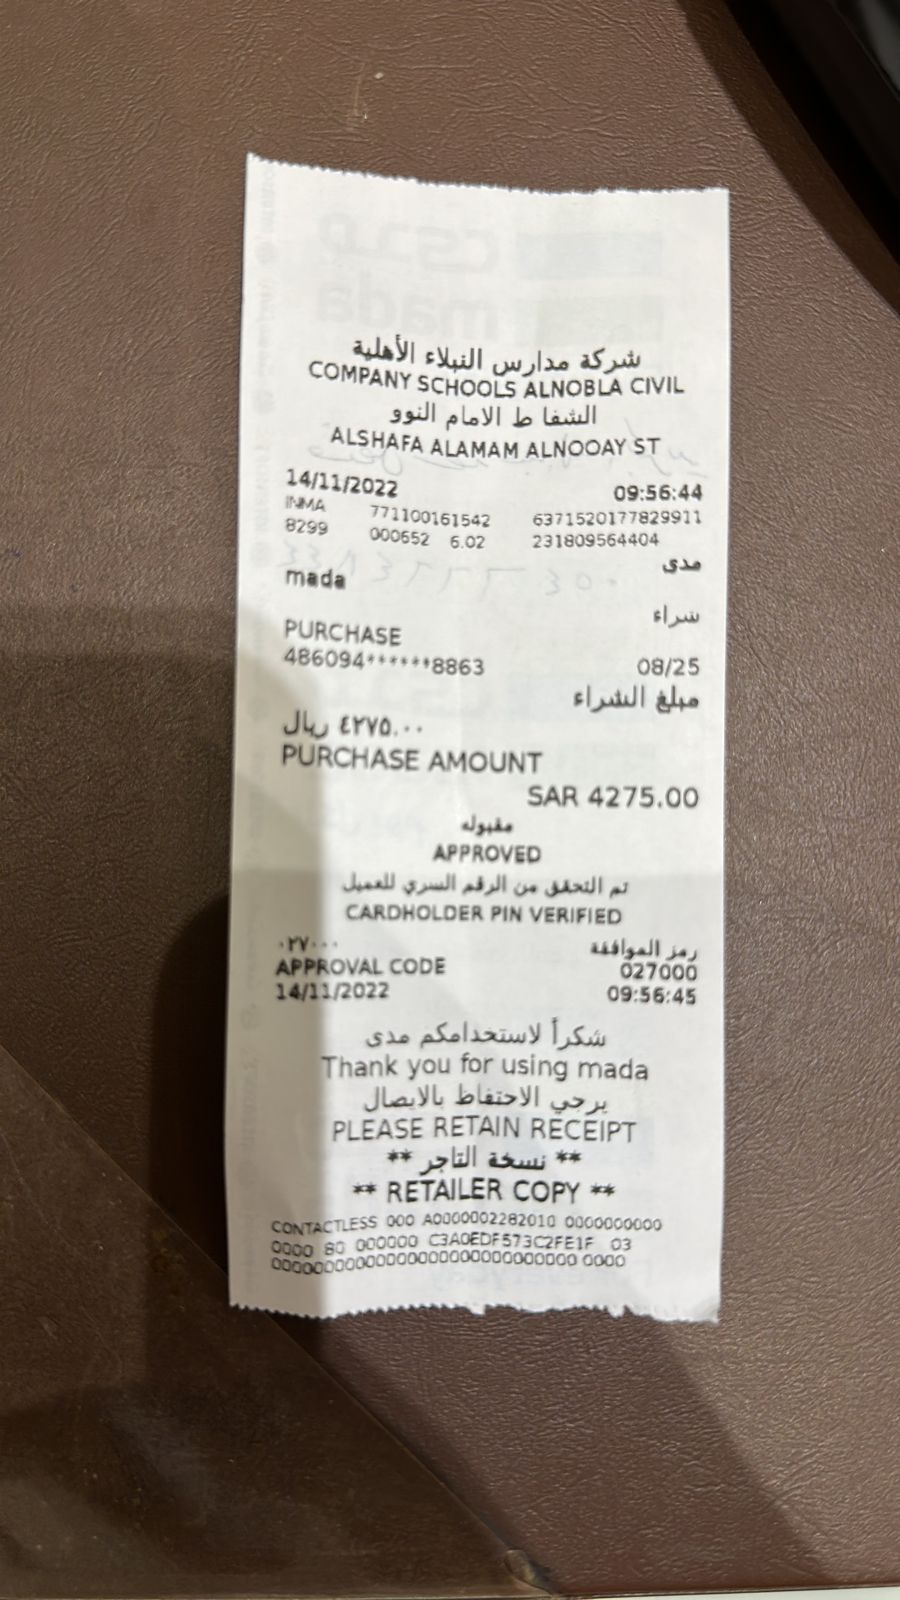 شركة مدارس النبلاء الأهلية
COMPANY SCHOOLS ALNOBLA CIVIL
الشفا ط الامام النوو
ALSHAFA ALAMAM ALNOOAY ST
14/11/2022 09:56:44
INMA 771100161542 6371520177829911
8299 000652 6.02 231809564404
مدى
mada
شراء
PURCHASE
486094******8863 08/25
مبلغ الشراء
٤٢٧٥.٠٠ ريال
PURCHASE AMOUNT
SAR 4275.00
مقبوله
APPROVED
تم التحقق من الرقم السري للعميل
CARDHOLDER PIN VERIFIED
رمز الموافقة ٠٢٧٠٠٠
APPROVAL CODE 027000
14/11/2022 09:56:45
شكراً لاستخدامكم مدى
Thank you for using mada
يرجي الاحتفاظ بالايصال
PLEASE RETAIN RECEIPT
** نسخة التاجر **
** RETAILER COPY **
CONTACTLESS 000 A0000002282010 0000000000
0000 80 000000 C3A0EDF573C2FE1F 03